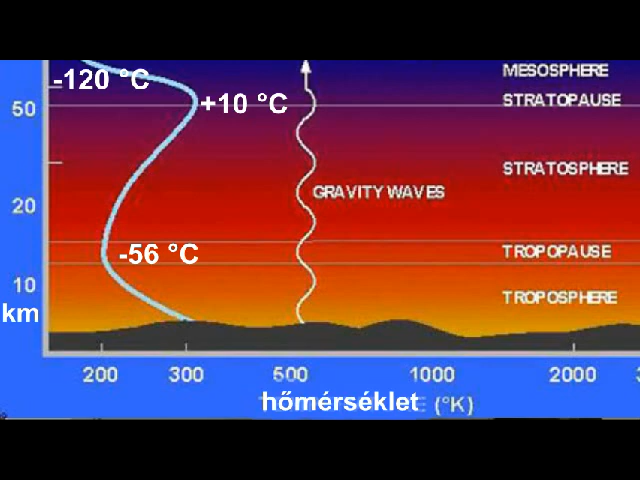 MESOSPHERE
-120 °C
STRATOPAUSE
+10 °C
50
STRATOSPHERE
GRAVITY WAVES
20
TROPOPAUSE
-56 °C
10
TROPOSPHERE
km
200 300 500 1000 2000
hőmérséklet (°K)